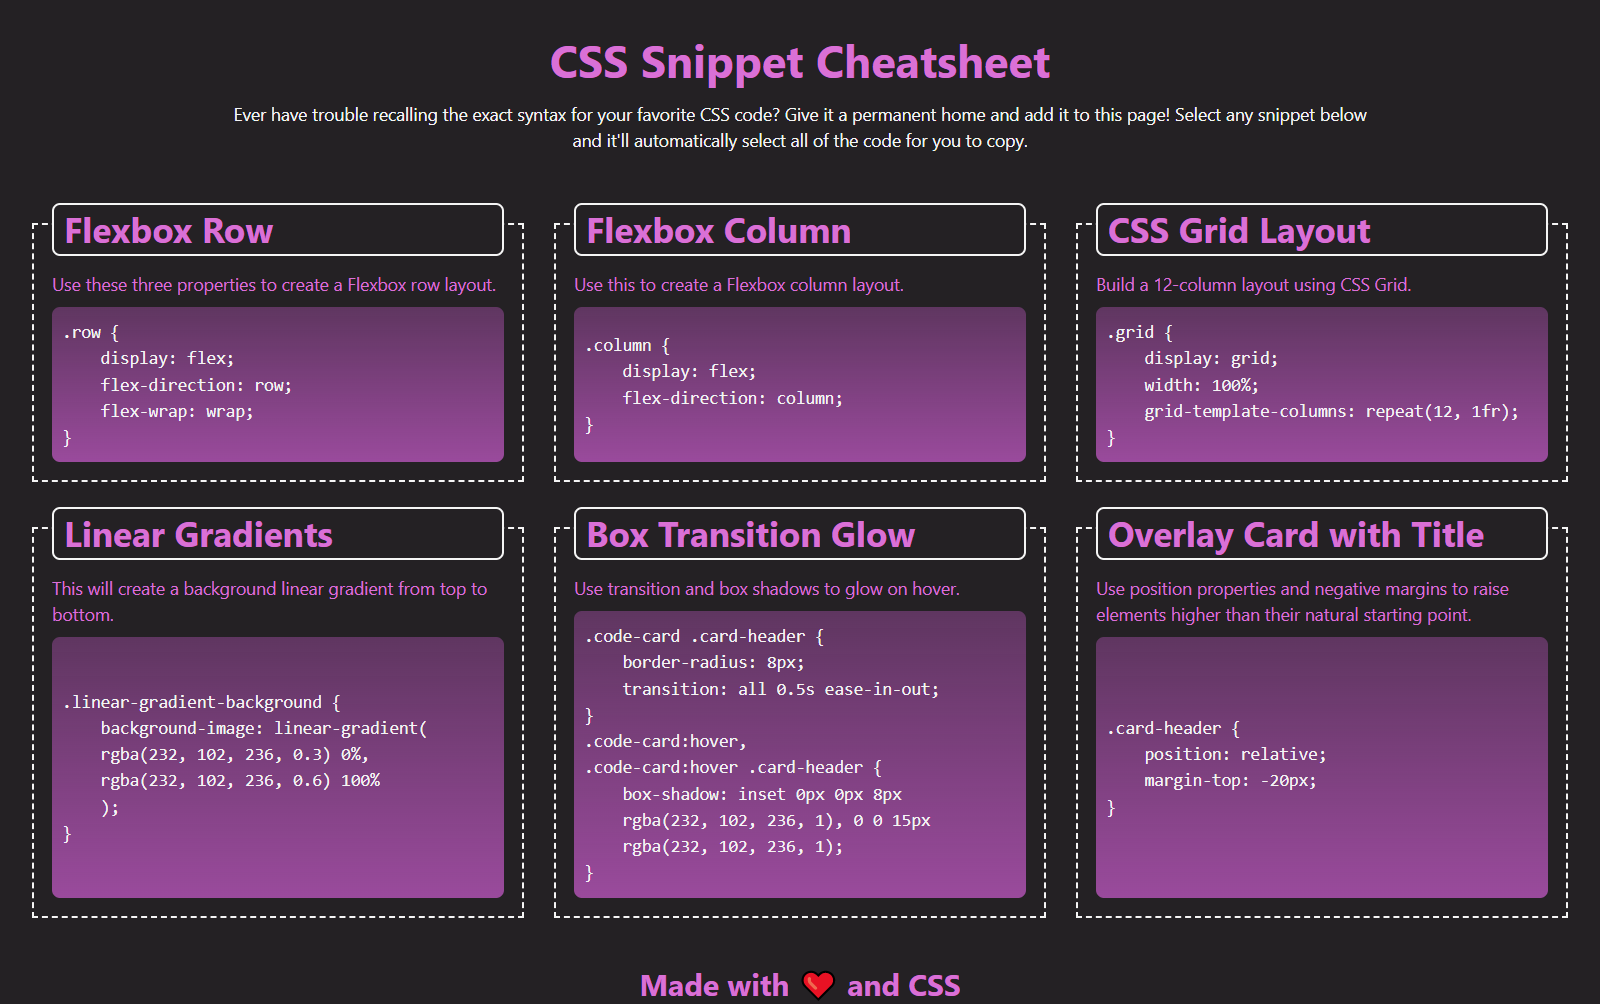 CSS Snippet Cheatsheet
Ever have trouble recalling the exact syntax for your favorite CSS code? Give it a permanent home and add it to this page! Select any snippet below
and it'll automatically select all of the code for you to copy.
Flexbox Row
Use these three properties to create a Flexbox row layout.
.row {
    display: flex;
    flex-direction: row;
    flex-wrap: wrap;
}
Flexbox Column
Use this to create a Flexbox column layout.
.column {
    display: flex;
    flex-direction: column;
}
CSS Grid Layout
Build a 12-column layout using CSS Grid.
.grid {
    display: grid;
    width: 100%;
    grid-template-columns: repeat(12, 1fr);
}
Linear Gradients
This will create a background linear gradient from top to
bottom.
.linear-gradient-background {
    background-image: linear-gradient(
    rgba(232, 102, 236, 0.3) 0%,
    rgba(232, 102, 236, 0.6) 100%
    );
}
Box Transition Glow
Use transition and box shadows to glow on hover.
.code-card .card-header {
    border-radius: 8px;
    transition: all 0.5s ease-in-out;
}
.code-card:hover,
.code-card:hover .card-header {
    box-shadow: inset 0px 0px 8px
    rgba(232, 102, 236, 1), 0 0 15px
    rgba(232, 102, 236, 1);
}
Overlay Card with Title
Use position properties and negative margins to raise
elements higher than their natural starting point.
.card-header {
    position: relative;
    margin-top: -20px;
}
Made with ❤️ and CSS